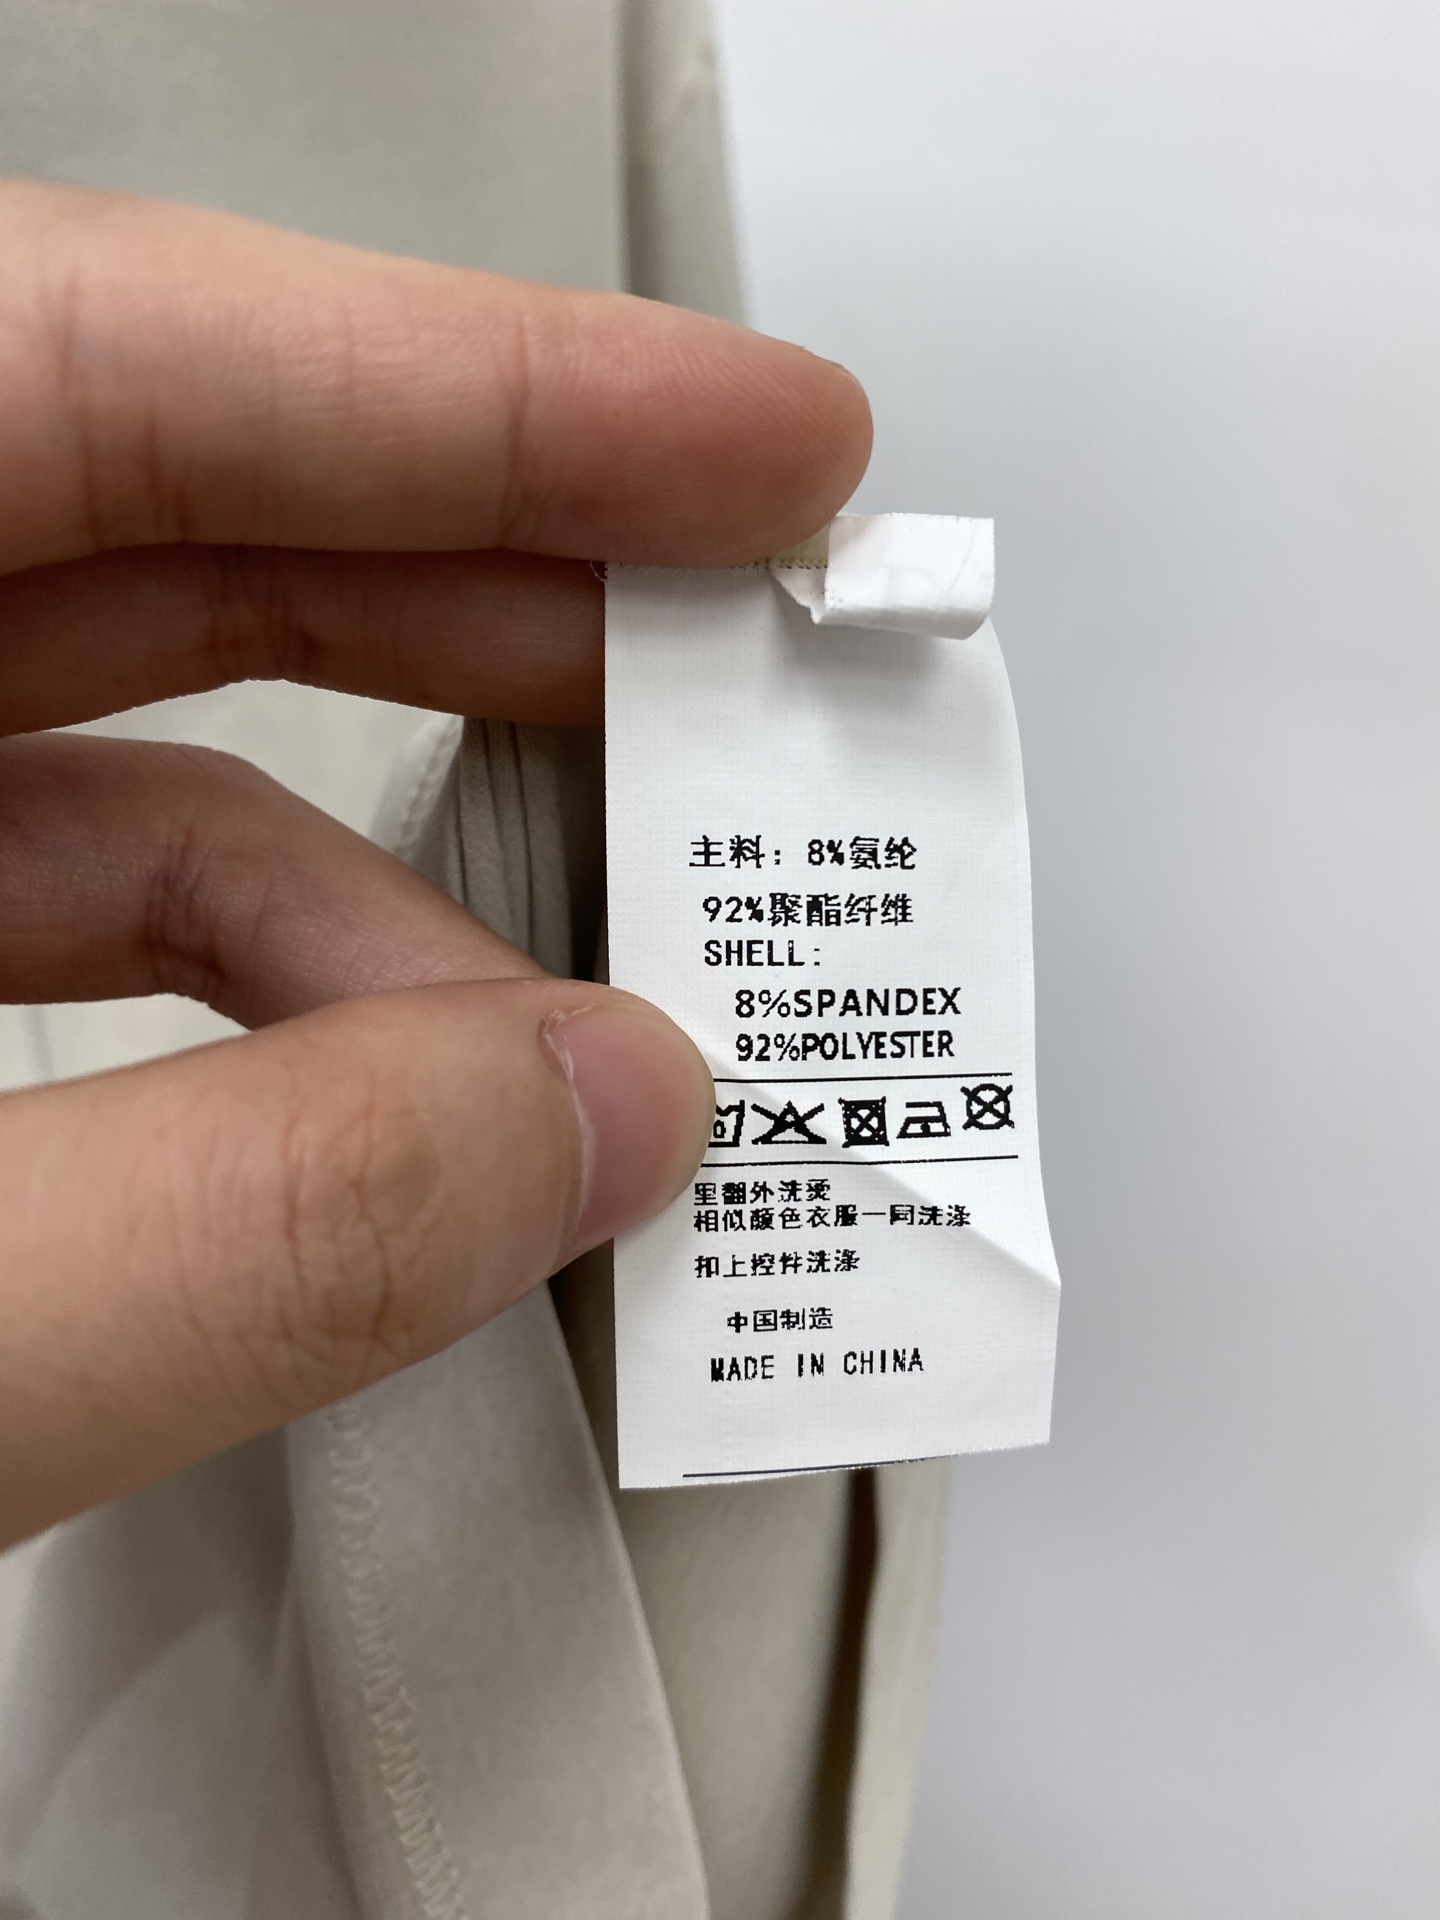 主料：8%氨纶
92%聚酯纤维
SHELL:
8%SPANDEX
92%POLYESTER
里翻外洗烫
相似颜色衣服一同洗涤
扣上控件洗涤
中国制造
MADE IN CHINA